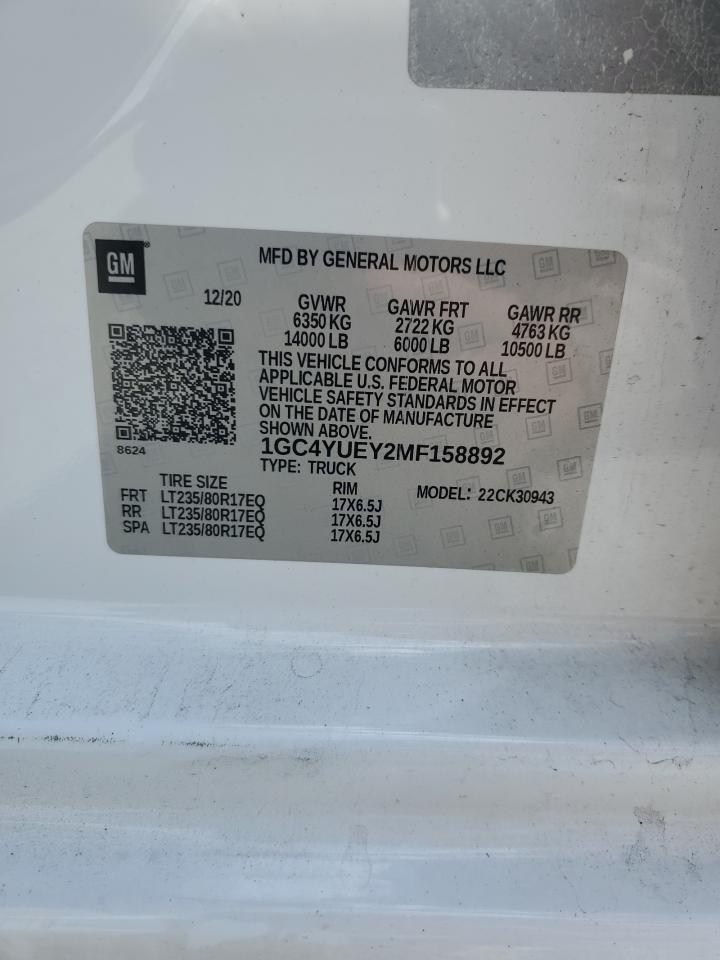 GM
MFD BY GENERAL MOTORS LLC
12/20
GVWR
6350 KG
14000 LB
GAWR FRT
2722 KG
6000 LB
GAWR RR
4763 KG
10500 LB
THIS VEHICLE CONFORMS TO ALL
APPLICABLE U.S. FEDERAL MOTOR
VEHICLE SAFETY STANDARDS IN EFFECT
ON THE DATE OF MANUFACTURE
SHOWN ABOVE.
8624
1GC4YUEY2MF158892
TYPE: TRUCK
TIRE SIZE RIM MODEL: 22CK30943
FRT LT235/80R17EQ 17X6.5J
RR LT235/80R17EQ 17X6.5J
SPA LT235/80R17EQ 17X6.5J